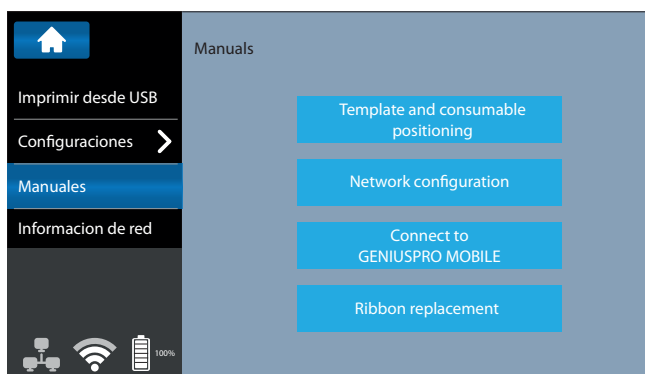 Manuals
Imprimir desde USB
Configuraciones
Manuales
Informacion de red
100%
Template and consumable
positioning
Network configuration
Connect to
GENIUSPRO MOBILE
Ribbon replacement